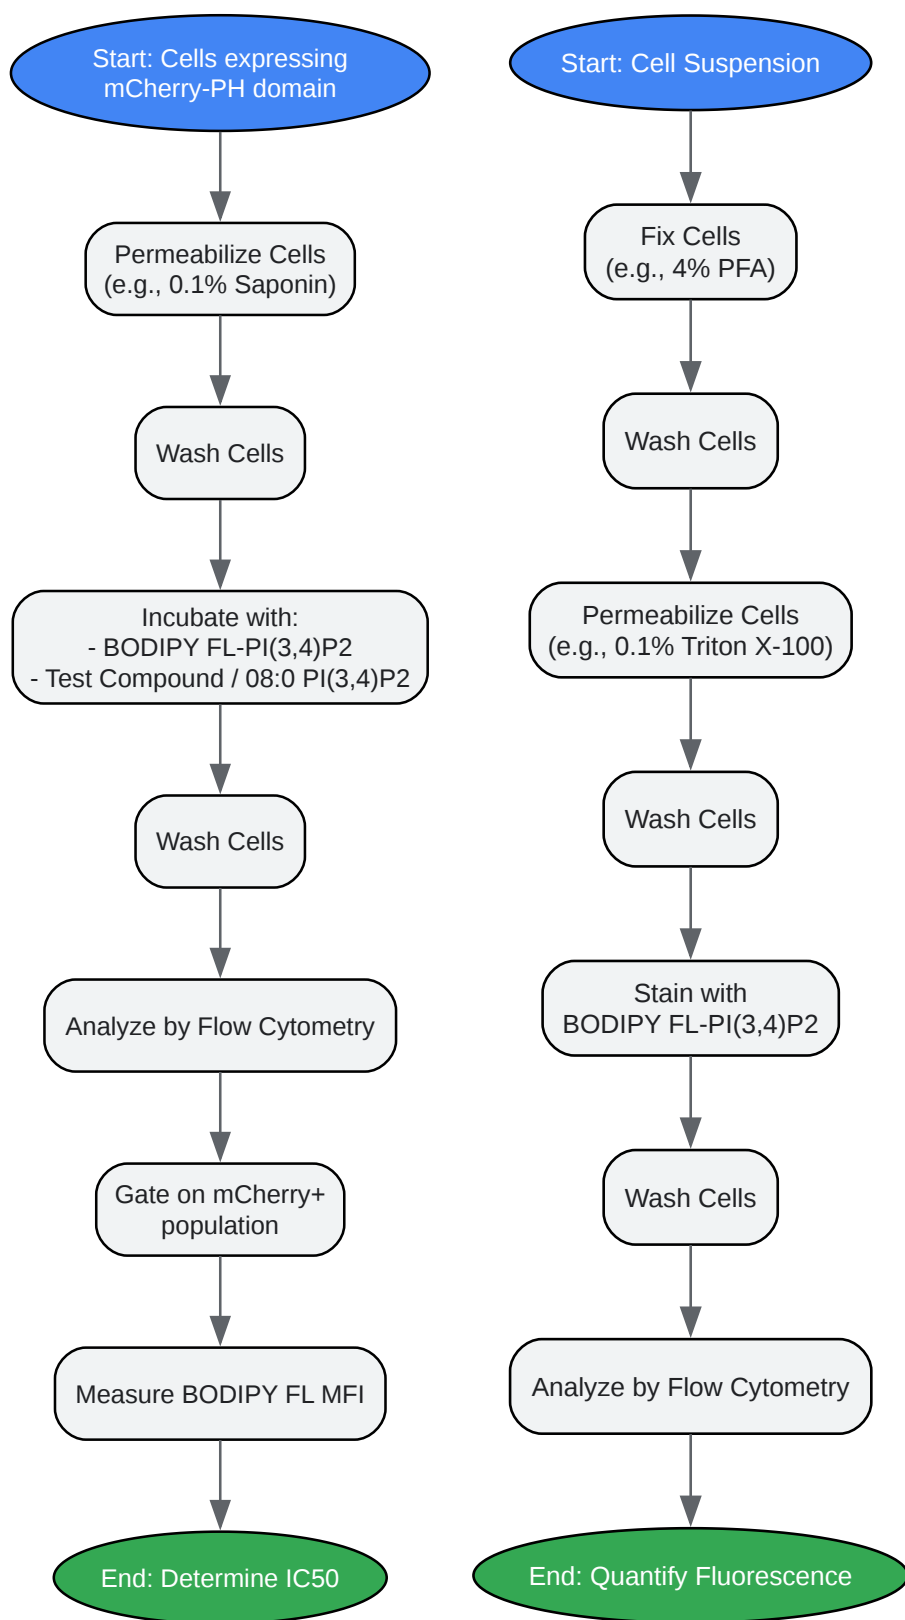 Start: Cells expressing
mCherry-PH domain
Permeabilize Cells
(e.g., 0.1% Saponin)
Wash Cells
Incubate with:
- BODIPY FL-PI(3,4)P2
- Test Compound / 08:0 PI(3,4)P2
Wash Cells
Analyze by Flow Cytometry
Gate on mCherry+
population
Measure BODIPY FL MFI
End: Determine IC50
Start: Cell Suspension
Fix Cells
(e.g., 4% PFA)
Wash Cells
Permeabilize Cells
(e.g., 0.1% Triton X-100)
Wash Cells
Stain with
BODIPY FL-PI(3,4)P2
Wash Cells
Analyze by Flow Cytometry
End: Quantify Fluorescence